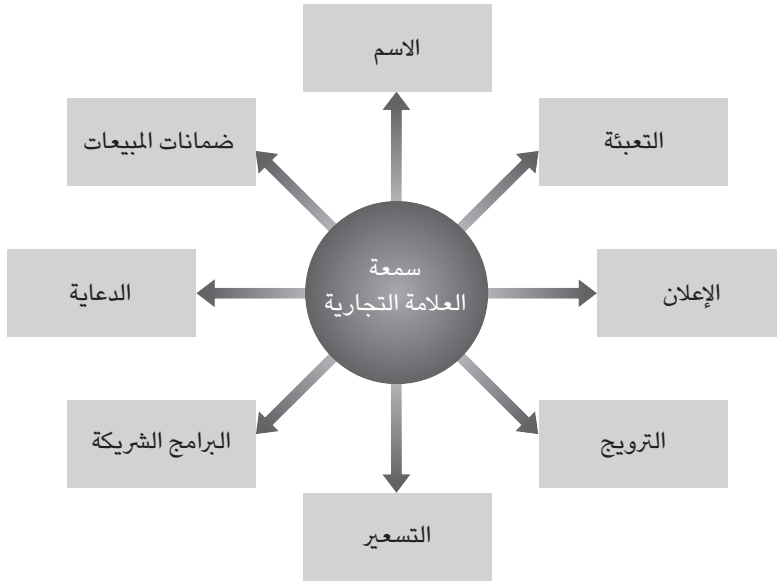 الاسم
التعبئة
ضمانات المبيعات
سمعة
العلامة التجارية
الإعلان
الدعاية
الترويج
البرامج الشريكة
التسعير